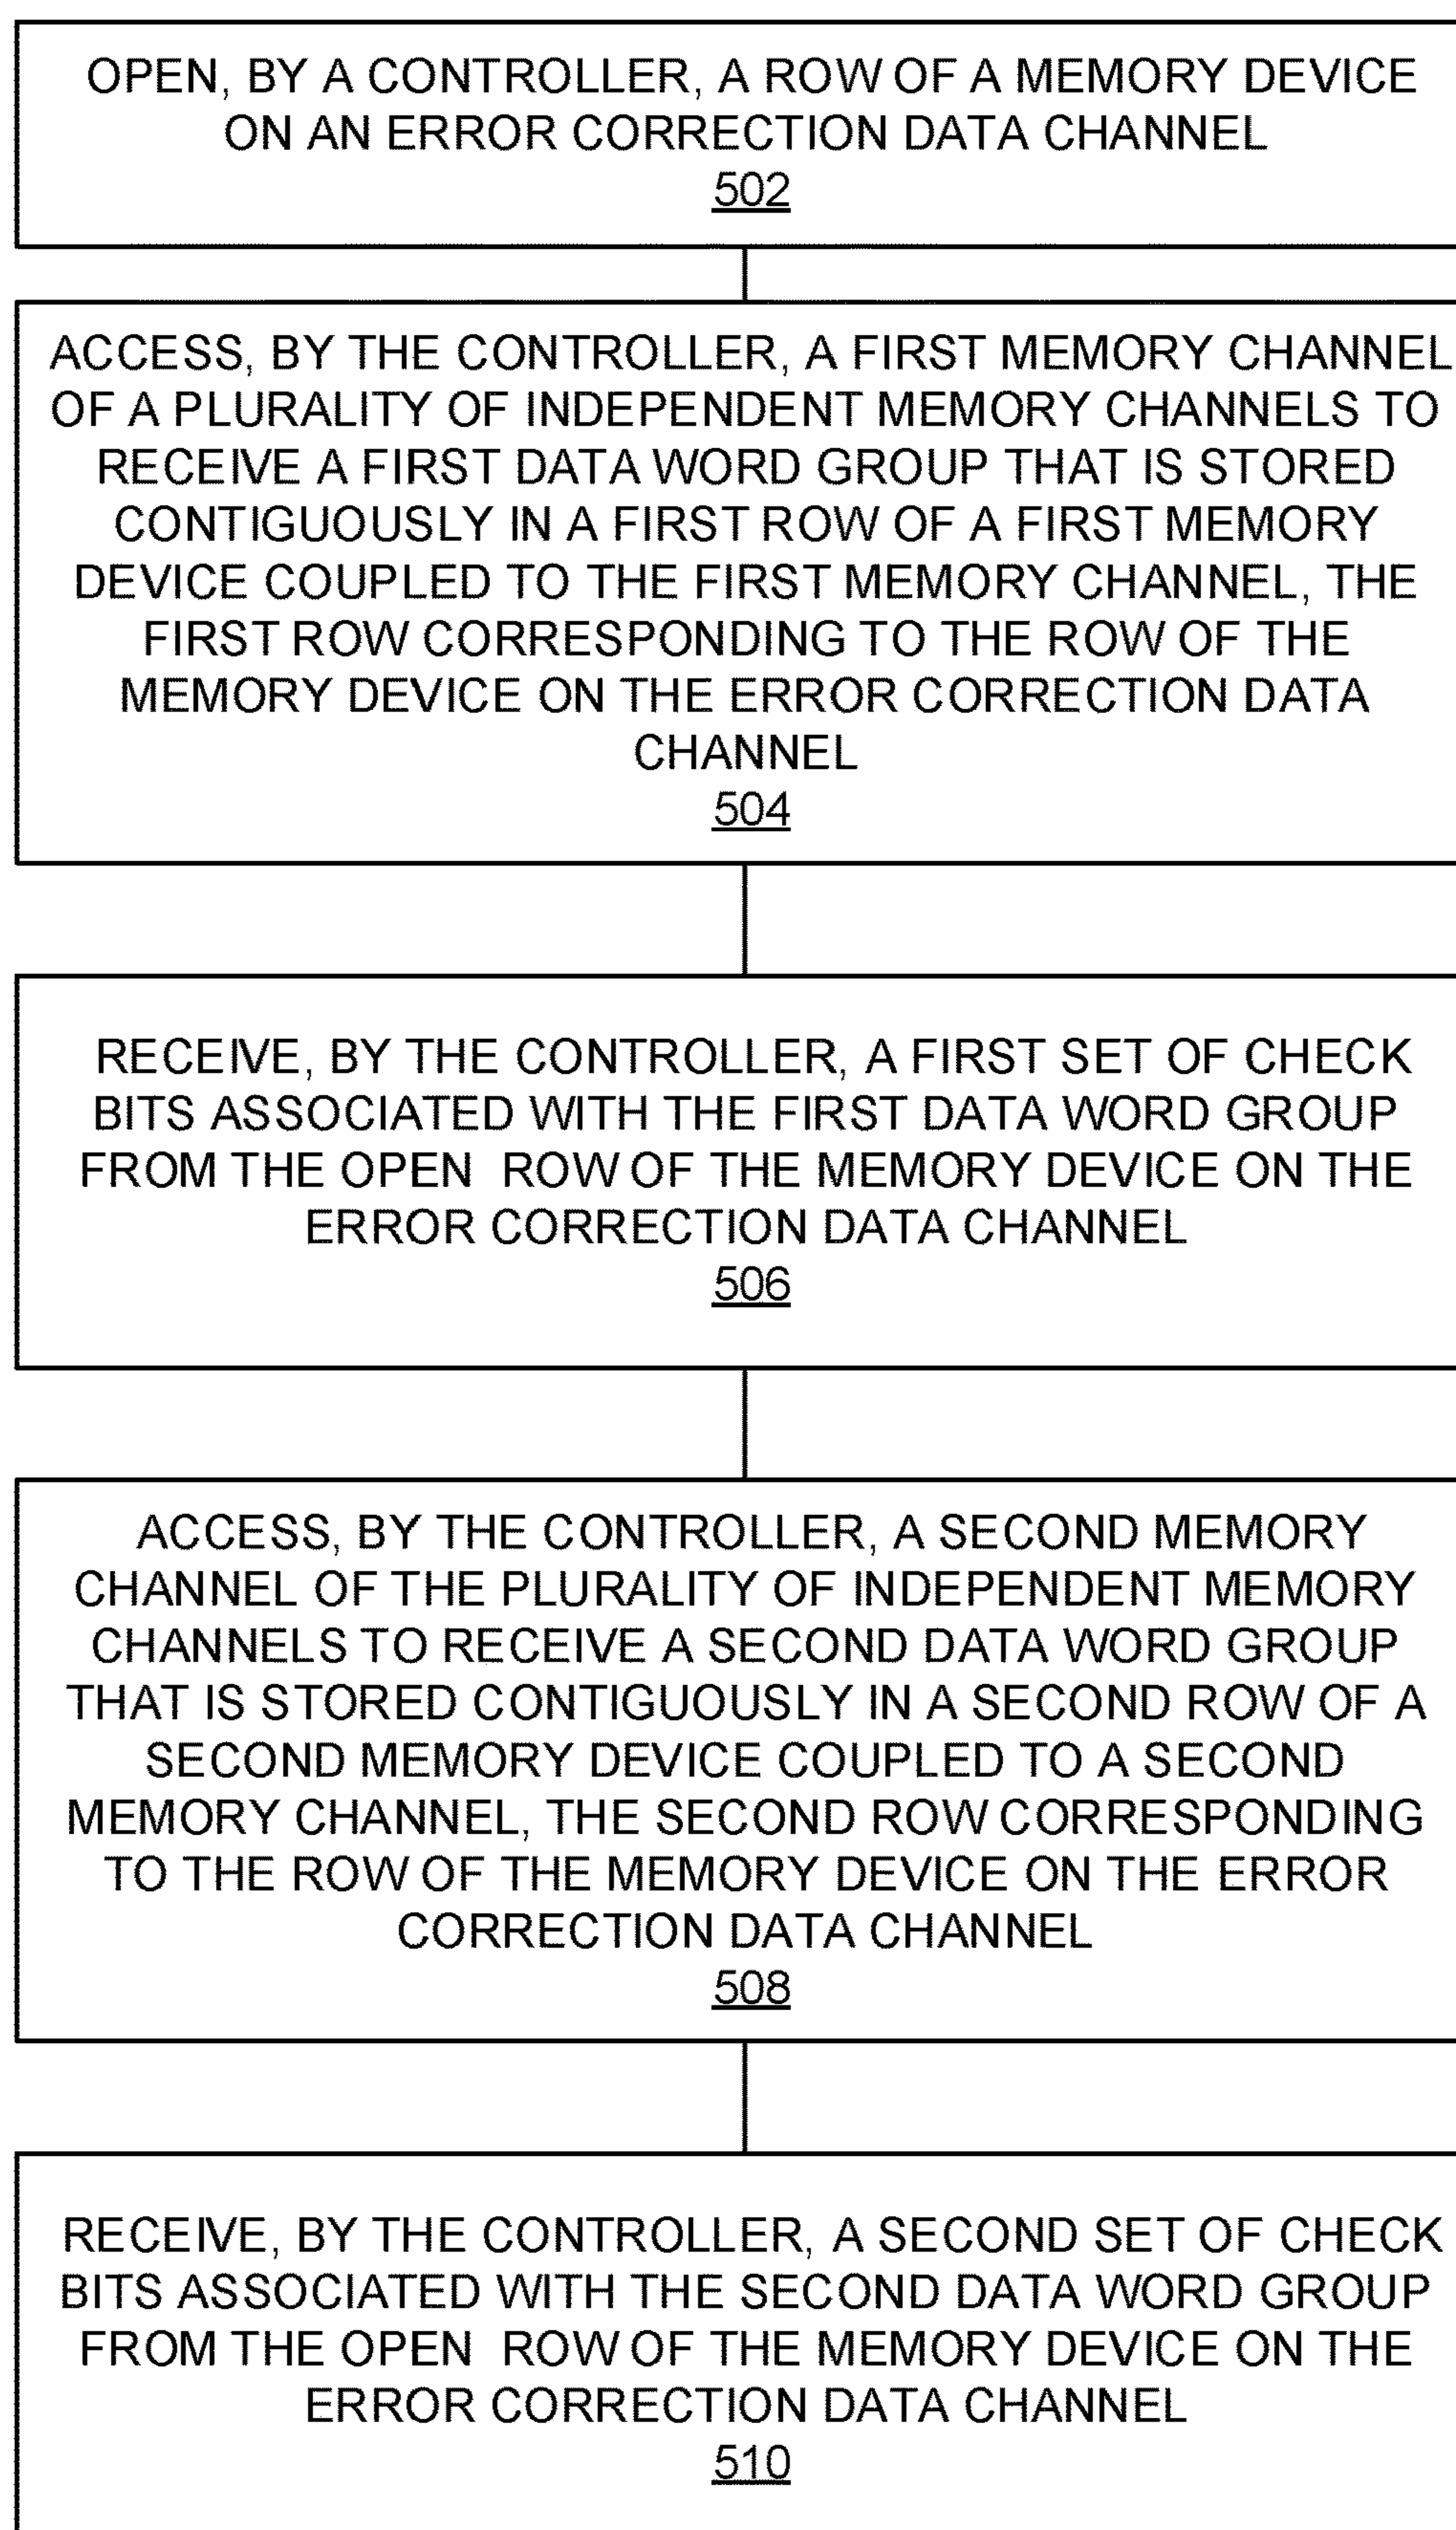 OPEN, BY A CONTROLLER, A ROW OF A MEMORY DEVICE
ON AN ERROR CORRECTION DATA CHANNEL
502
ACCESS, BY THE CONTROLLER, A FIRST MEMORY CHANNEL
OF A PLURALITY OF INDEPENDENT MEMORY CHANNELS TO
RECEIVE A FIRST DATA WORD GROUP THAT IS STORED
CONTIGUOUSLY IN A FIRST ROW OF A FIRST MEMORY
DEVICE COUPLED TO THE FIRST MEMORY CHANNEL, THE
FIRST ROW CORRESPONDING TO THE ROW OF THE
MEMORY DEVICE ON THE ERROR CORRECTION DATA
CHANNEL
504
RECEIVE, BY THE CONTROLLER, A FIRST SET OF CHECK
BITS ASSOCIATED WITH THE FIRST DATA WORD GROUP
FROM THE OPEN ROW OF THE MEMORY DEVICE ON THE
ERROR CORRECTION DATA CHANNEL
506
ACCESS, BY THE CONTROLLER, A SECOND MEMORY
CHANNEL OF THE PLURALITY OF INDEPENDENT MEMORY
CHANNELS TO RECEIVE A SECOND DATA WORD GROUP
THAT IS STORED CONTIGUOUSLY IN A SECOND ROW OF A
SECOND MEMORY DEVICE COUPLED TO A SECOND
MEMORY CHANNEL, THE SECOND ROW CORRESPONDING
TO THE ROW OF THE MEMORY DEVICE ON THE ERROR
CORRECTION DATA CHANNEL
508
RECEIVE, BY THE CONTROLLER, A SECOND SET OF CHECK
BITS ASSOCIATED WITH THE SECOND DATA WORD GROUP
FROM THE OPEN ROW OF THE MEMORY DEVICE ON THE
ERROR CORRECTION DATA CHANNEL
510